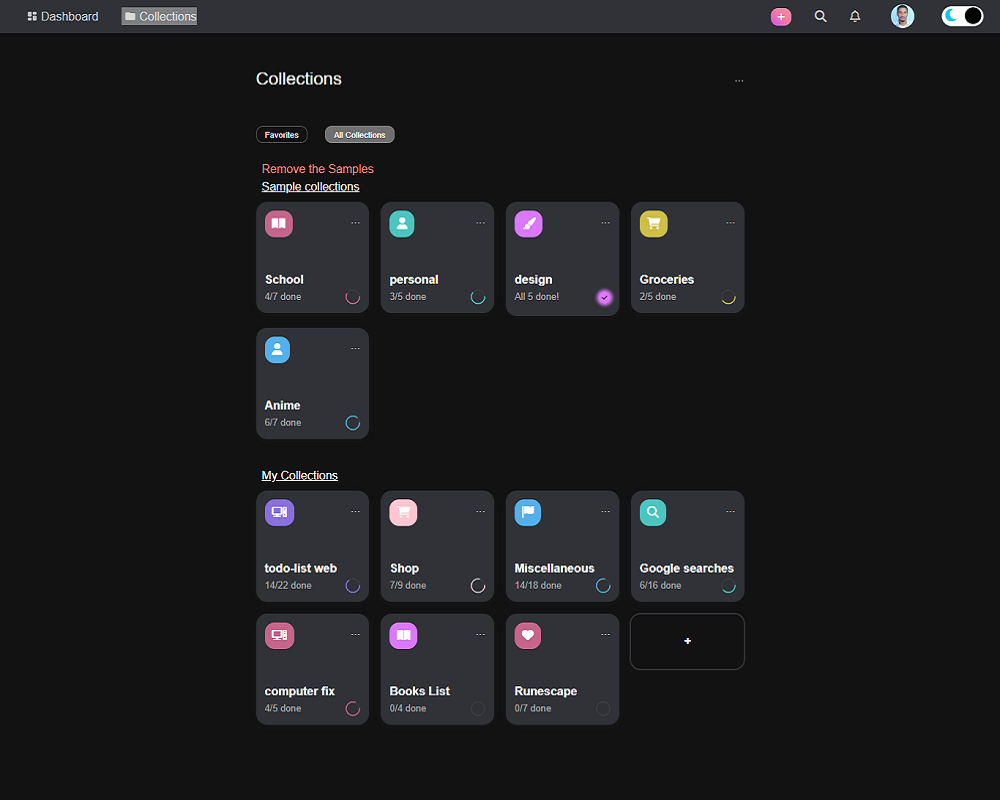 Dashboard
Collections
Collections
Favorites
All Collections
Remove the Samples
Sample collections
School
4/7 done
personal
3/5 done
design
All 5 done!
Groceries
2/5 done
Anime
6/7 done
My Collections
todo-list web
14/22 done
Shop
7/9 done
Miscellaneous
14/18 done
Google searches
6/16 done
computer fix
4/5 done
Books List
0/4 done
Runescape
0/7 done